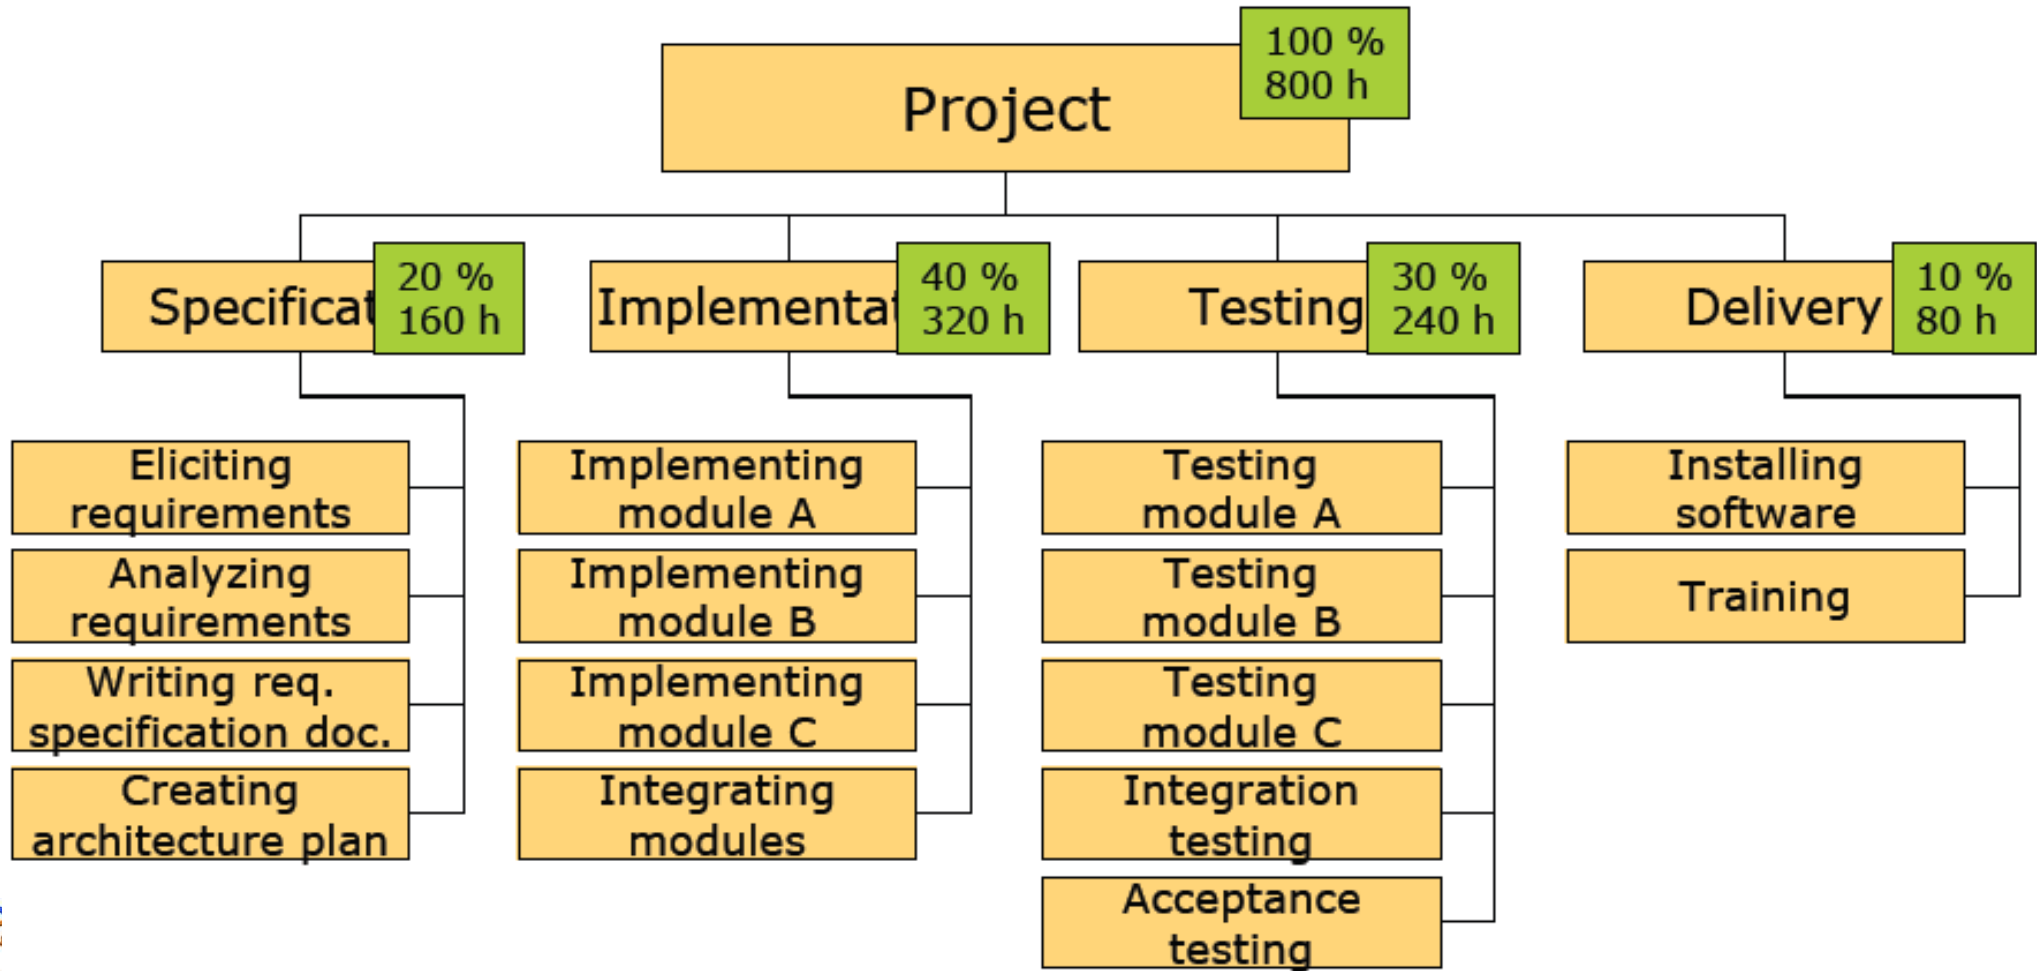 Project
100 %
800 h
Specificat
20 %
160 h
Implementat
40 %
320 h
Testing
30 %
240 h
Delivery
10 %
80 h
Eliciting
requirements
Analyzing
requirements
Writing req.
specification doc.
Creating
architecture plan
Implementing
module A
Implementing
module B
Implementing
module C
Integrating
modules
Testing
module A
Testing
module B
Testing
module C
Integration
testing
Acceptance
testing
Installing
software
Training